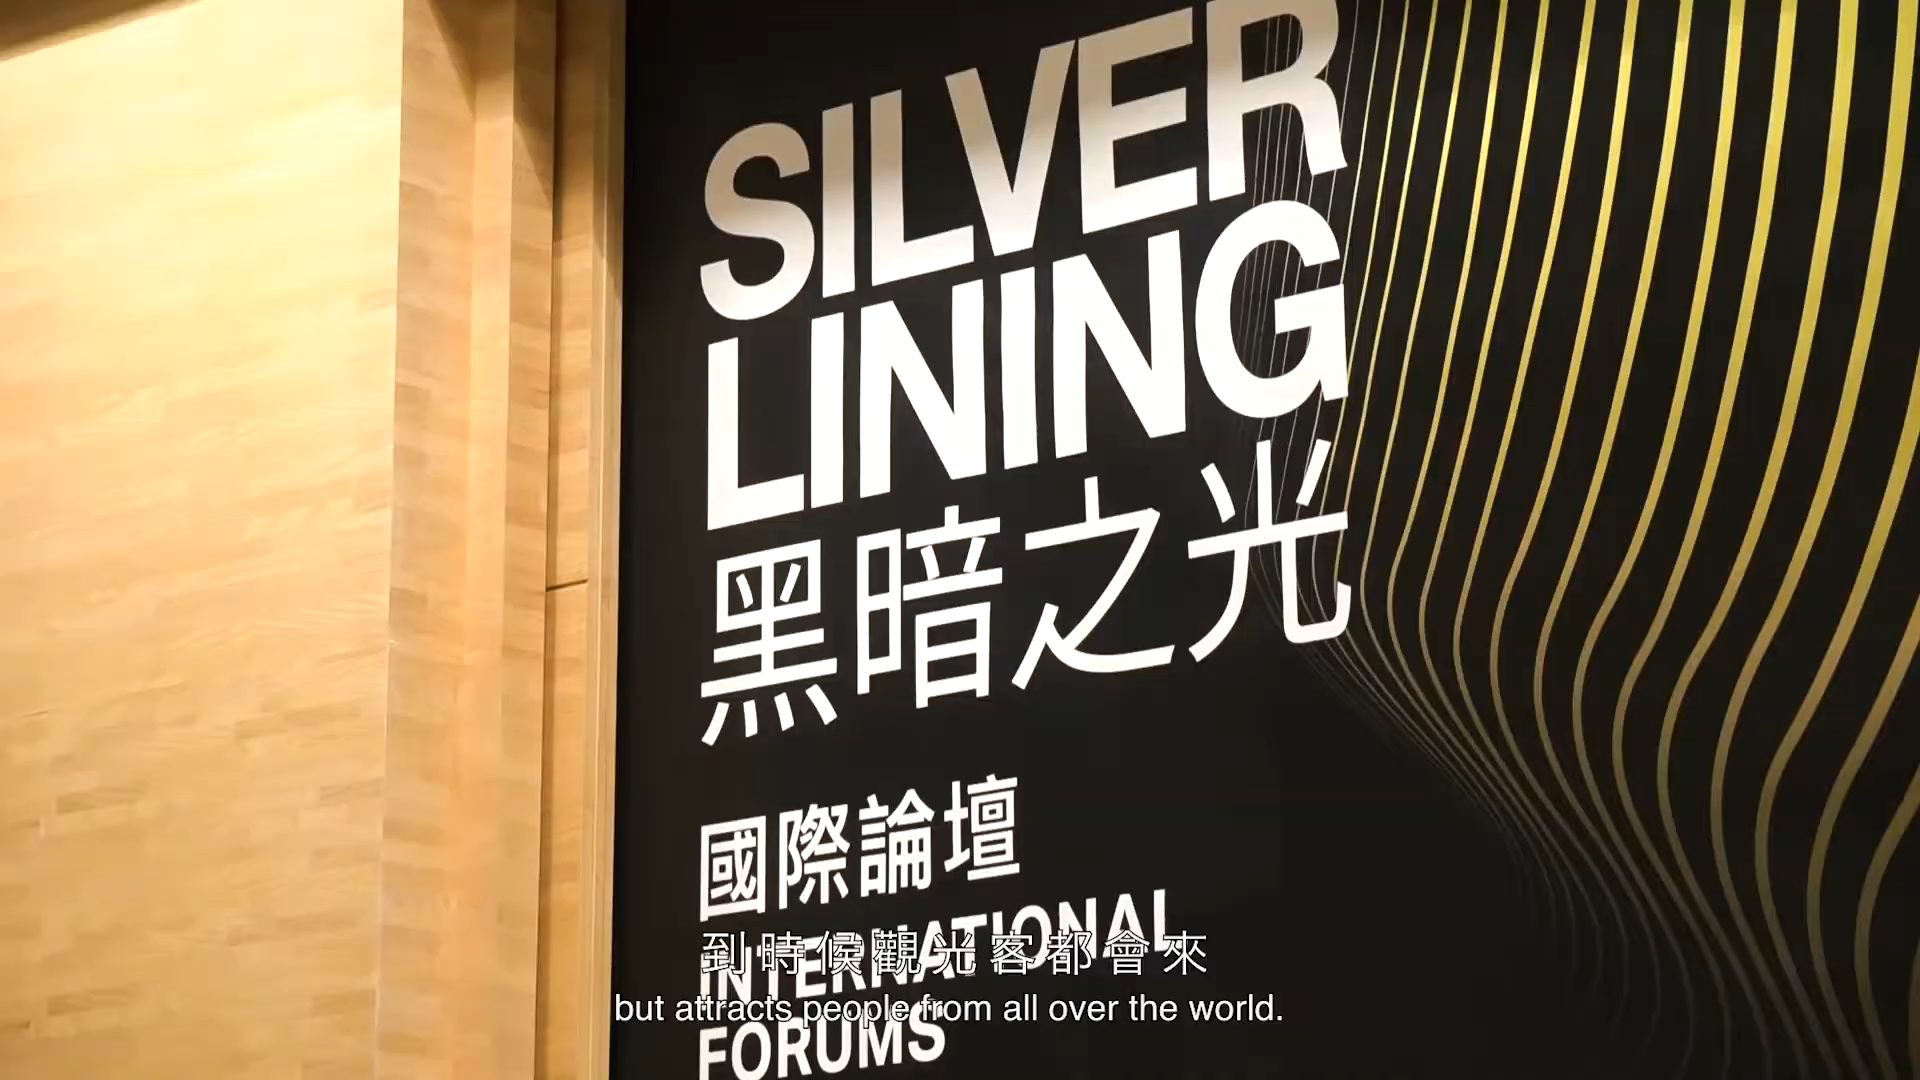 SILVER
LINING
黑暗之光
國際論壇
INTERNATIONAL
FORUMS
到時候觀光客都會來
but attracts people from all over the world.